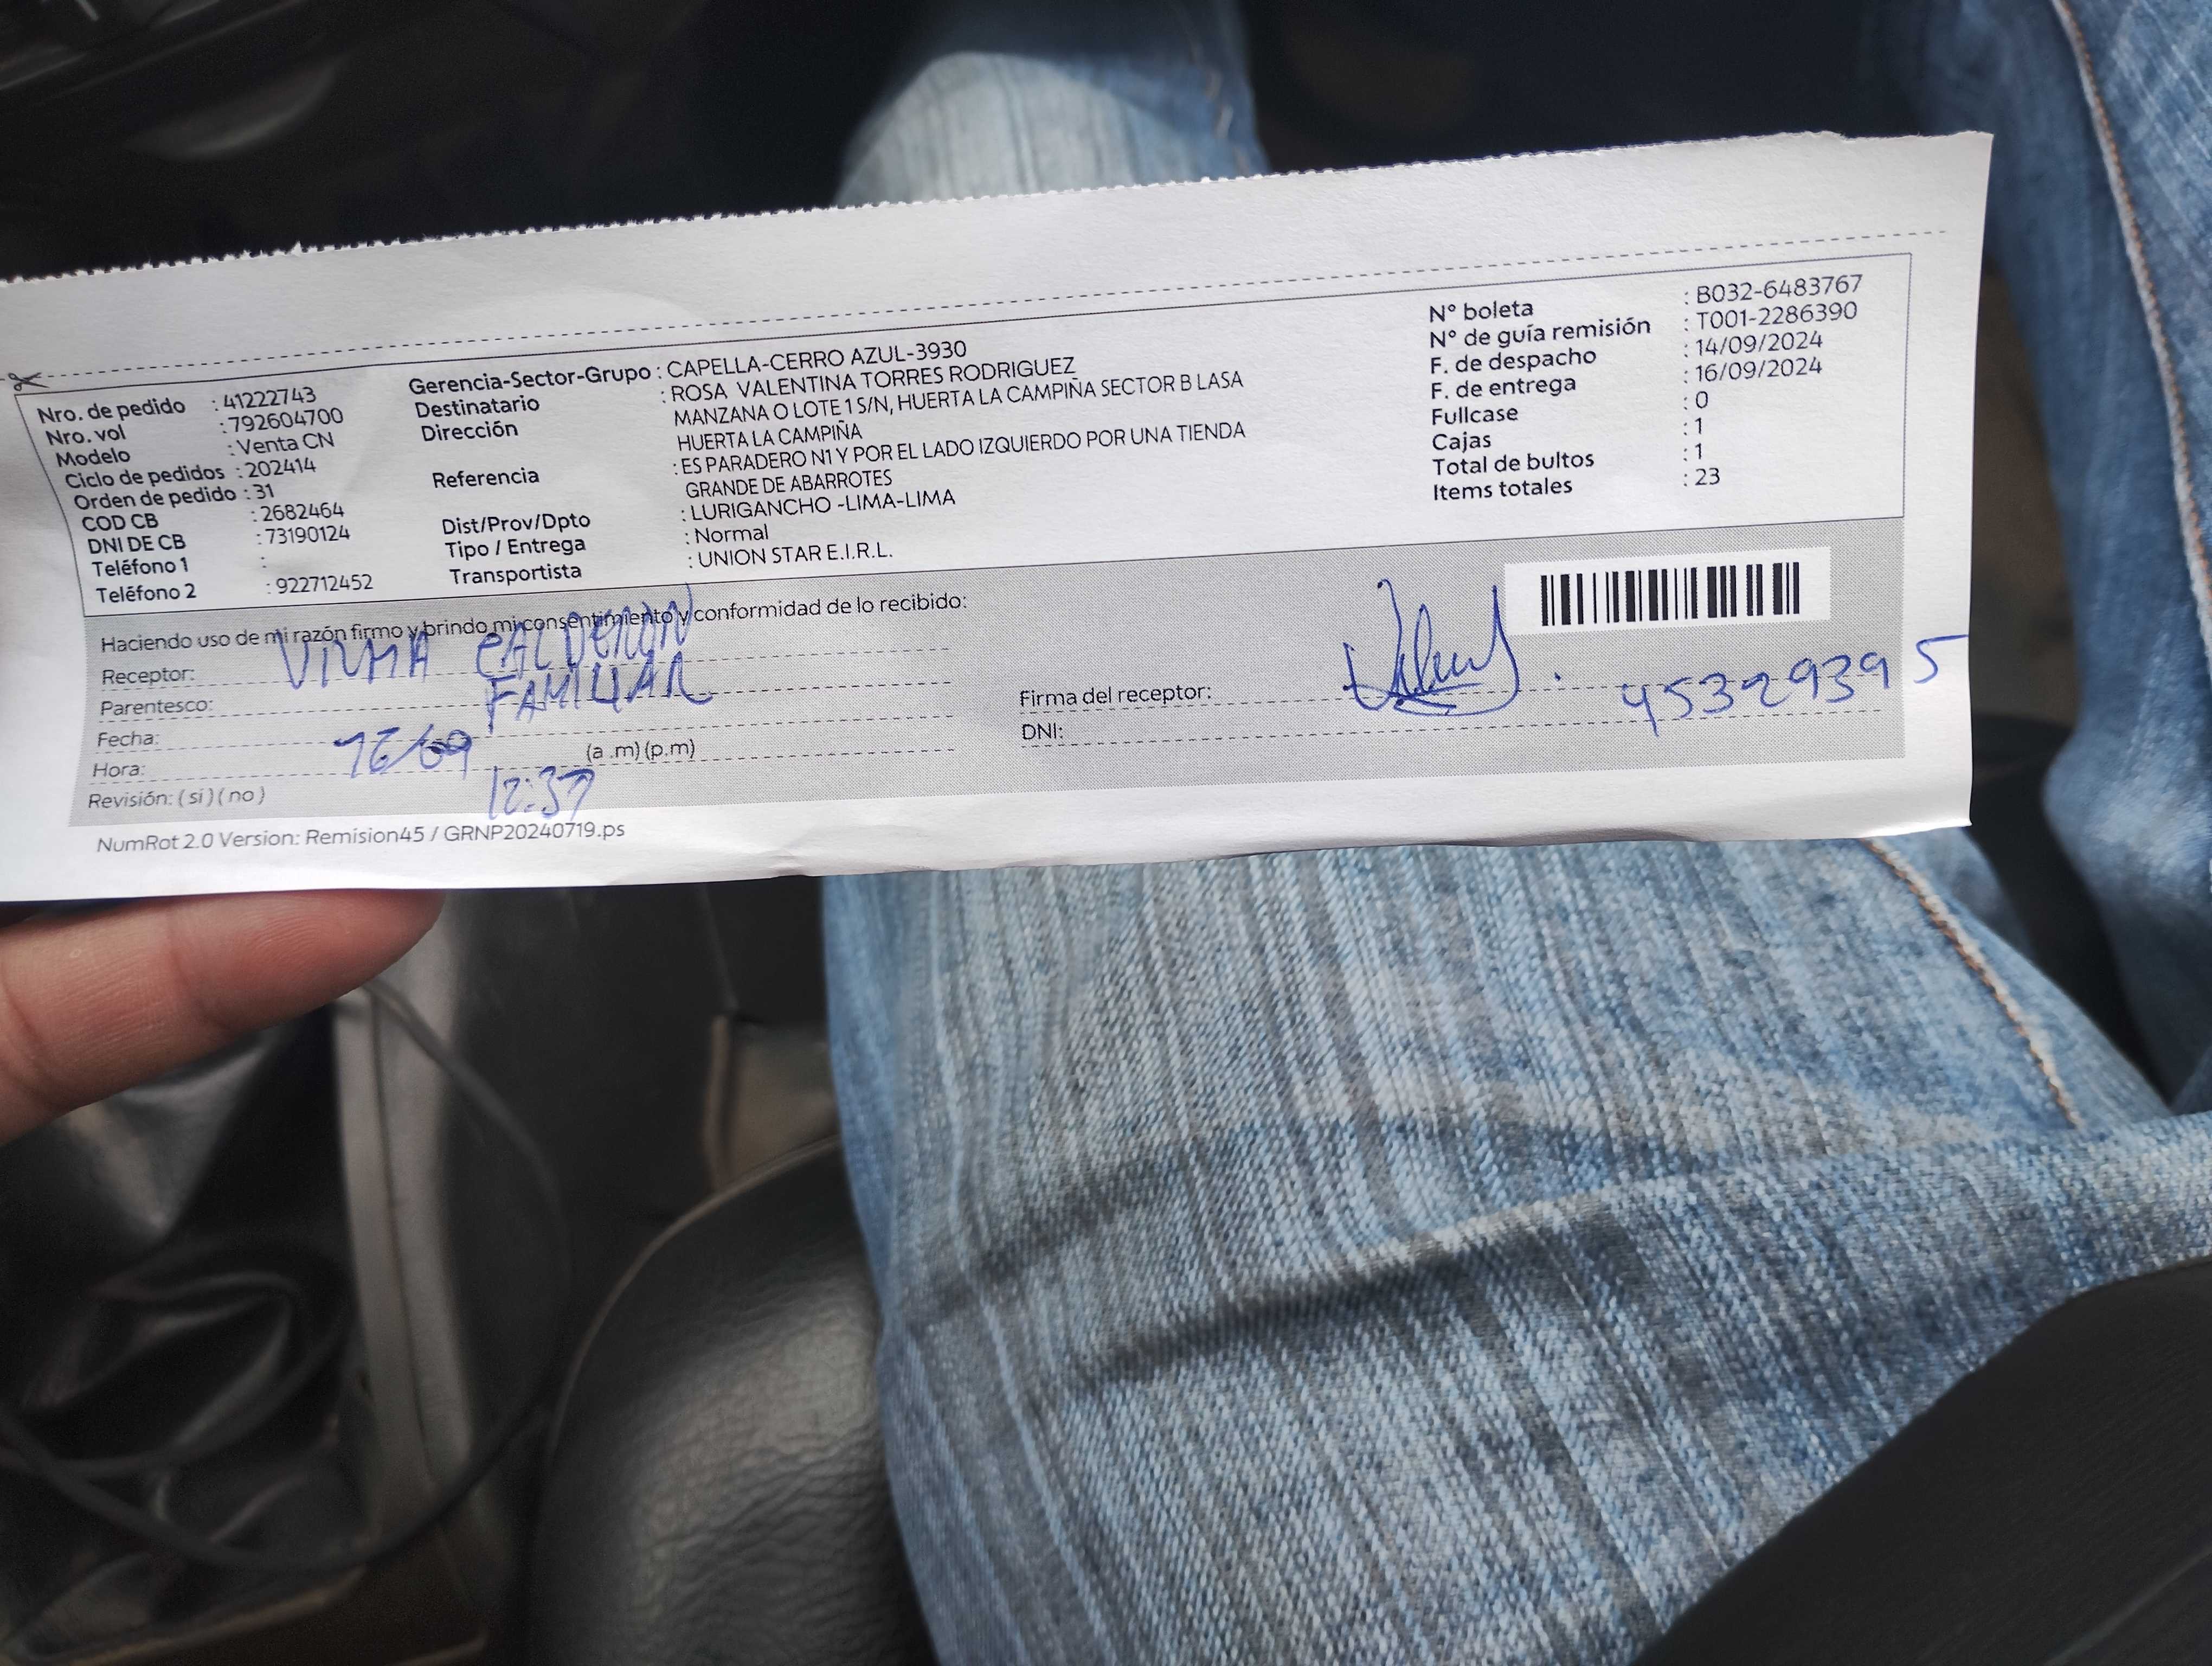 Nro. de pedido : 41222743
Nro. vol : 792604700
Modelo : Venta CN
Ciclo de pedidos : 202414
Orden de pedido : 31
COD CB : 2682464
DNI DE CB : 73190124
Teléfono 1 :
Teléfono 2 : 922712452
Gerencia-Sector-Grupo : CAPELLA-CERRO AZUL-3930
Destinatario : ROSA VALENTINA TORRES RODRIGUEZ
Dirección MANZANA O LOTE 1 S/N, HUERTA LA CAMPIÑA SECTOR B LASA
HUERTA LA CAMPIÑA
Referencia : ES PARADERO N1 Y POR EL LADO IZQUIERDO POR UNA TIENDA
GRANDE DE ABARROTES
Dist/Prov/Dpto : LURIGANCHO -LIMA-LIMA
Tipo / Entrega : Normal
Transportista : UNION STAR E.I.R.L.
N° boleta : B032-6483767
N° de guía remisión : T001-2286390
F. de despacho : 14/09/2024
F. de entrega : 16/09/2024
Fullcase : 0
Cajas : 1
Total de bultos : 1
Items totales : 23
Haciendo uso de mi razón firmo y brindo mi consentimiento y conformidad de lo recibido:
Receptor: VILMA CALDERON
Parentesco: FAMILIAR
Fecha: 16/09
Hora: 12:37 (a .m) (p.m)
Revisión: ( si ) ( no )
Firma del receptor:
DNI: 45329395
NumRot 2.0 Version: Remision45 / GRNP20240719.ps